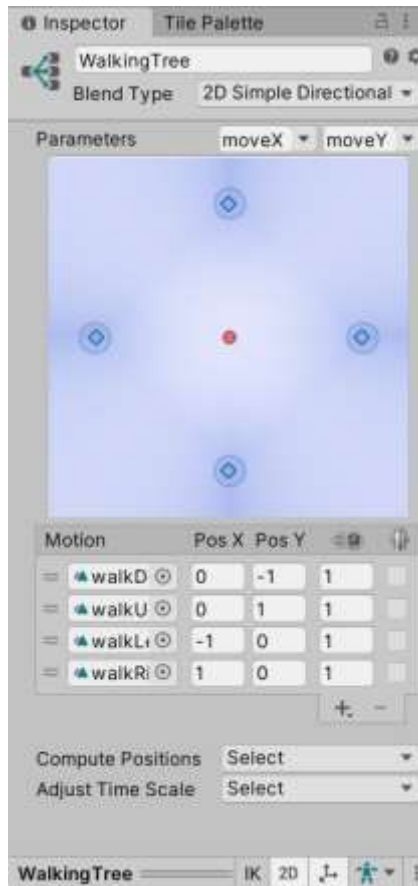 Inspector Tile Palette
WalkingTree
Blend Type 2D Simple Directional
Parameters moveX moveY
Motion Pos X Pos Y
walkD 0 -1 1
walkU 0 1 1
walkLe -1 0 1
walkRi 1 0 1
+ -
Compute Positions Select
Adjust Time Scale Select
WalkingTree IK 2D